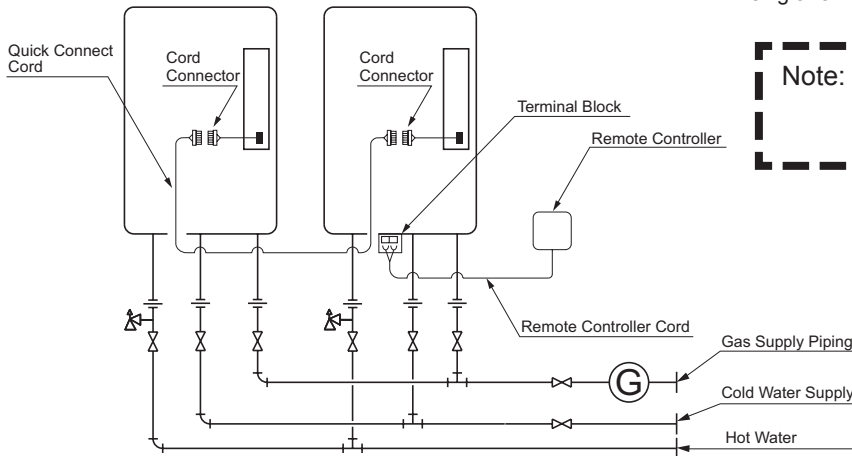 Quick Connect
Cord
Cord
Connector
Cord
Connector
Terminal Block
Remote Controller
Note:
Remote Controller Cord
Gas Supply Piping
G
Cold Water Supply
Hot Water